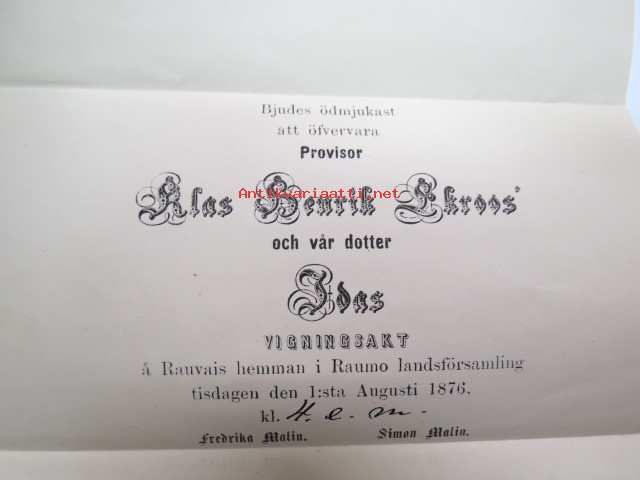 Bjudes ödmjukast
att öfvervara
Provisor
Antikvariaatti.net
Klas Henrik Ekroos'
och vår dotter
Idas
VIGNINGSAKT
å Rauvais hemman i Raumo landsförsamling
tisdagen den 1:sta Augusti 1876,
kl. 4. e. m.
Fredrika Malin. Simon Malin.